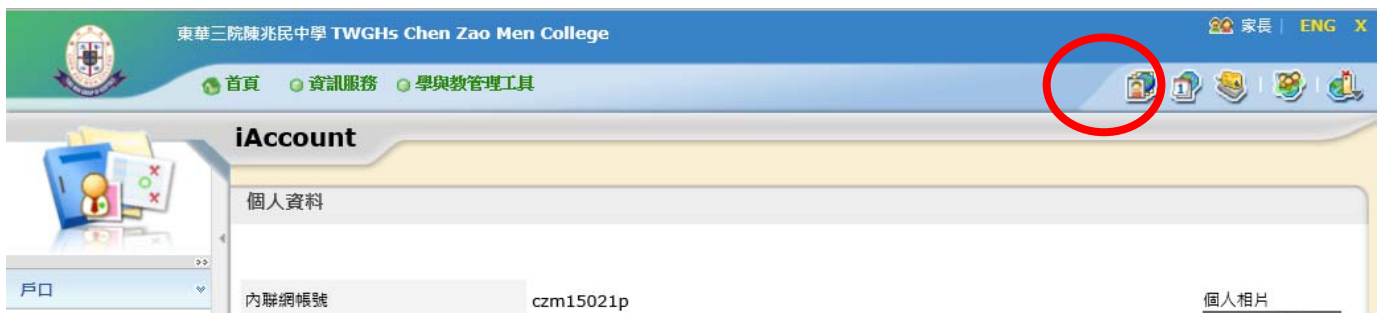 東華三院陳兆民中學 TWGHs Chen Zao Men College
家長 | ENG X
首頁 資訊服務 學與教管理工具
iAccount
個人資料
戶口
內聯網帳號 czm15021p
個人相片